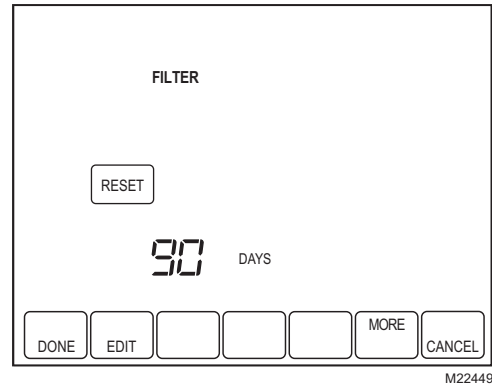 FILTER
RESET
90 DAYS
MORE
DONE EDIT CANCEL
M22449